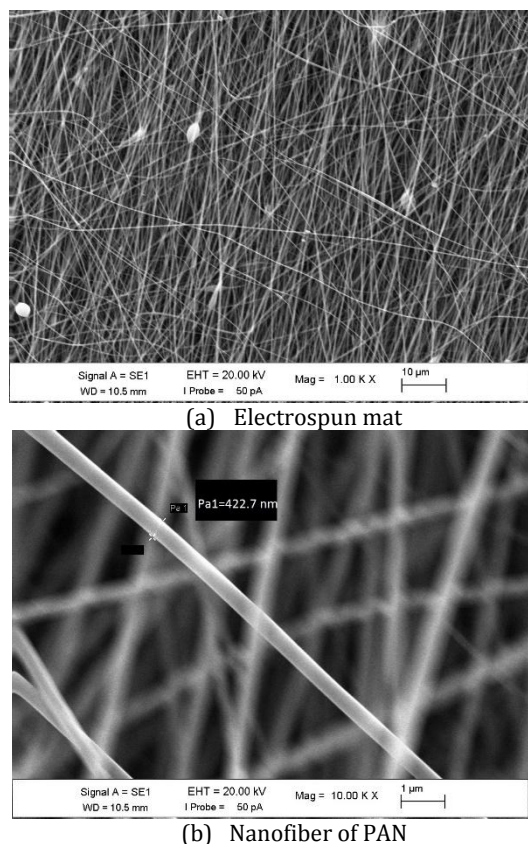 Signal A = SE1 EHT = 20.00 kV Mag = 1.00 K X 10 µm
WD = 10.5 mm I Probe = 50 pA
(a) Electrospun mat
Pa 1
Pa1=422.7 nm
Signal A = SE1 EHT = 20.00 kV Mag = 10.00 K X 1 µm
WD = 10.5 mm I Probe = 50 pA
(b) Nanofiber of PAN